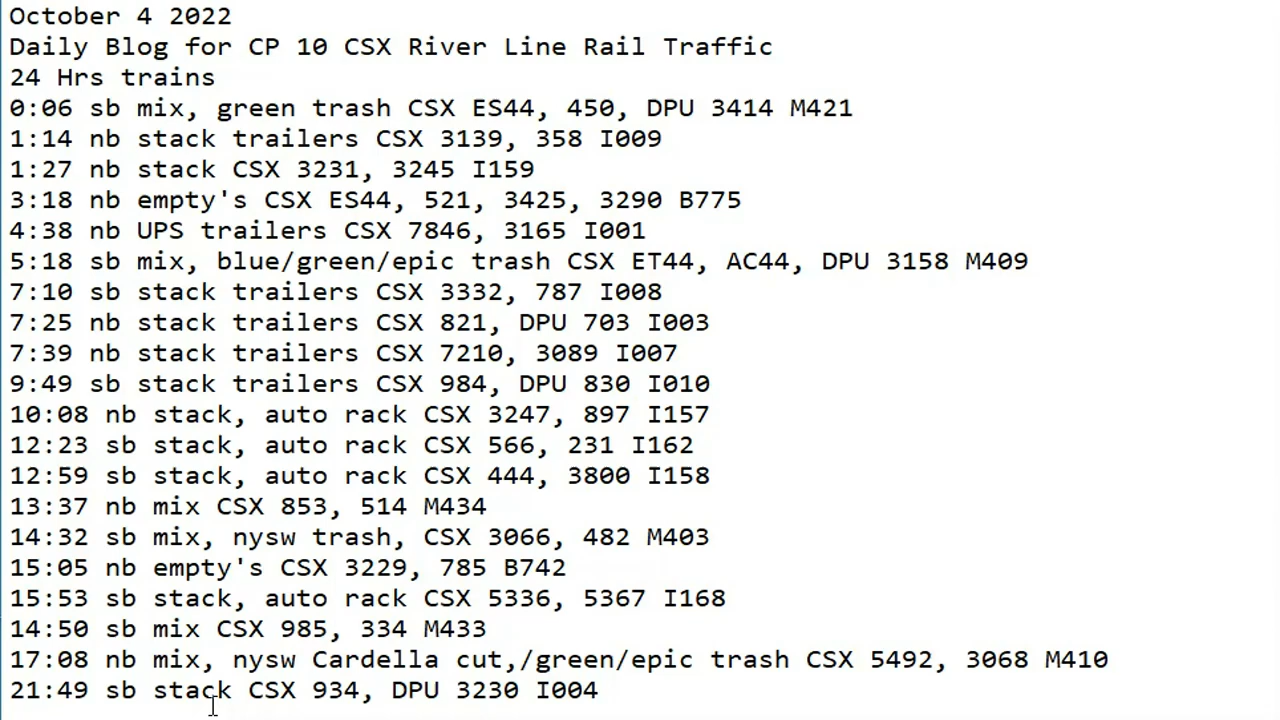 October 4 2022
Daily Blog for CP 10 CSX River Line Rail Traffic
24 Hrs trains
0:06 sb mix, green trash CSX ES44, 450, DPU 3414 M421
1:14 nb stack trailers CSX 3139, 358 I009
1:27 nb stack CSX 3231, 3245 I159
3:18 nb empty's CSX ES44, 521, 3425, 3290 B775
4:38 nb UPS trailers CSX 7846, 3165 I001
5:18 sb mix, blue/green/epic trash CSX ET44, AC44, DPU 3158 M409
7:10 sb stack trailers CSX 3332, 787 I008
7:25 nb stack trailers CSX 821, DPU 703 I003
7:39 nb stack trailers CSX 7210, 3089 I007
9:49 sb stack trailers CSX 984, DPU 830 I010
10:08 nb stack, auto rack CSX 3247, 897 I157
12:23 sb stack, auto rack CSX 566, 231 I162
12:59 sb stack, auto rack CSX 444, 3800 I158
13:37 nb mix CSX 853, 514 M434
14:32 sb mix, nysw trash, CSX 3066, 482 M403
15:05 nb empty's CSX 3229, 785 B742
15:53 sb stack, auto rack CSX 5336, 5367 I168
14:50 sb mix CSX 985, 334 M433
17:08 nb mix, nysw Cardella cut,/green/epic trash CSX 5492, 3068 M410
21:49 sb stack CSX 934, DPU 3230 I004